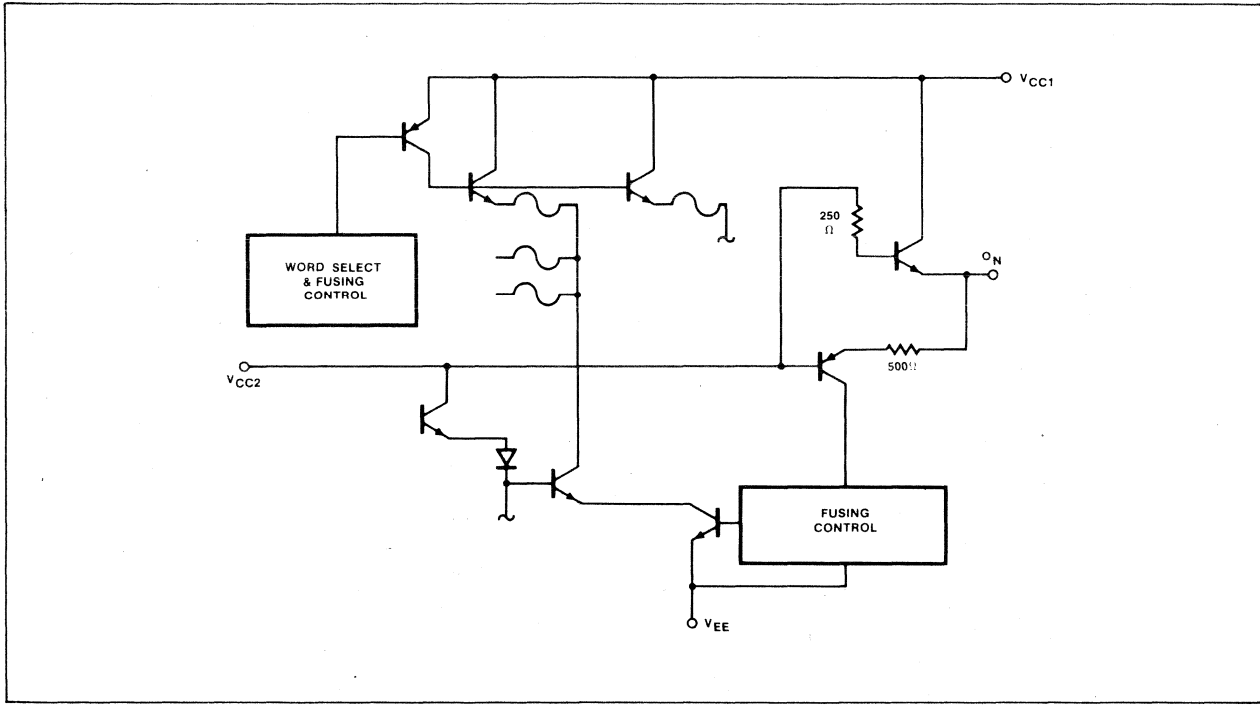 VCC1
250
Ω
ON
WORD SELECT
& FUSING
CONTROL
VCC2
500Ω
FUSING
CONTROL
VEE